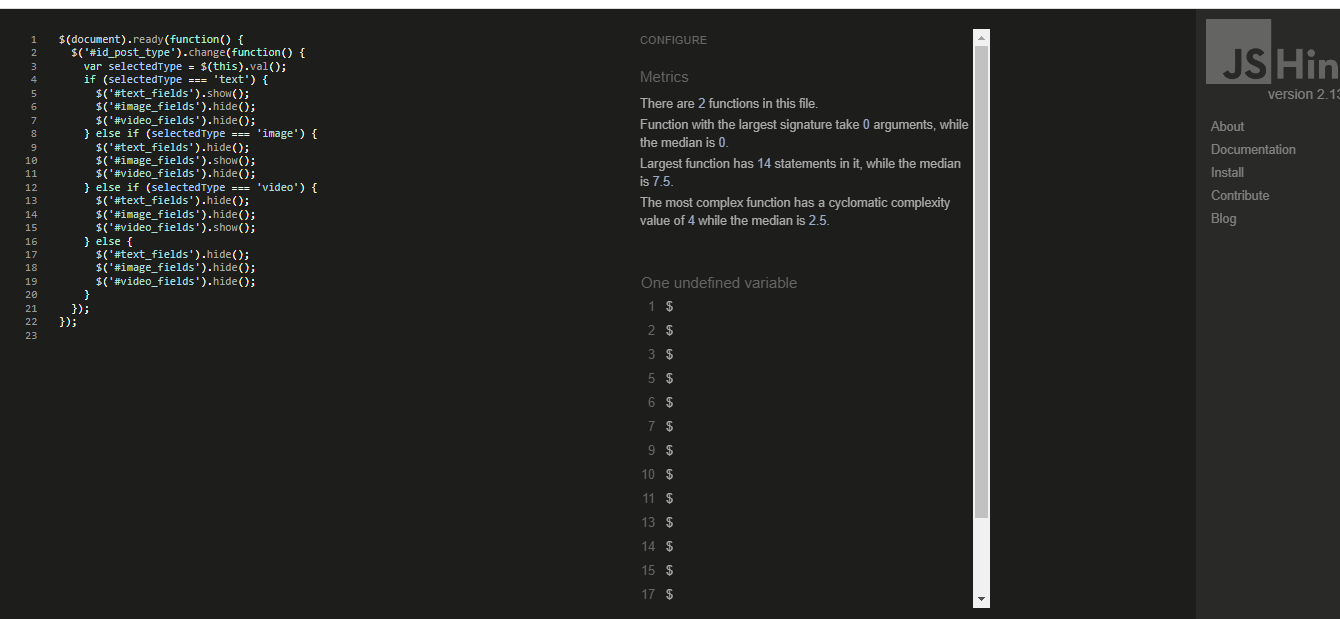 1 $(document).ready(function() {
2 $('#id_post_type').change(function() {
3 var selectedType = $(this).val();
4 if (selectedType === 'text') {
5 $('#text_fields').show();
6 $('#image_fields').hide();
7 $('#video_fields').hide();
8 } else if (selectedType === 'image') {
9 $('#text_fields').hide();
10 $('#image_fields').show();
11 $('#video_fields').hide();
12 } else if (selectedType === 'video') {
13 $('#text_fields').hide();
14 $('#image_fields').hide();
15 $('#video_fields').show();
16 } else {
17 $('#text_fields').hide();
18 $('#image_fields').hide();
19 $('#video_fields').hide();
20 }
21 });
22 });
23
CONFIGURE
Metrics
There are 2 functions in this file.
Function with the largest signature take 0 arguments, while
the median is 0.
Largest function has 14 statements in it, while the median
is 7.5.
The most complex function has a cyclomatic complexity
value of 4 while the median is 2.5.
One undefined variable
1 $
2 $
3 $
5 $
6 $
7 $
9 $
10 $
11 $
13 $
14 $
15 $
17 $
JSHin
version 2.13
About
Documentation
Install
Contribute
Blog